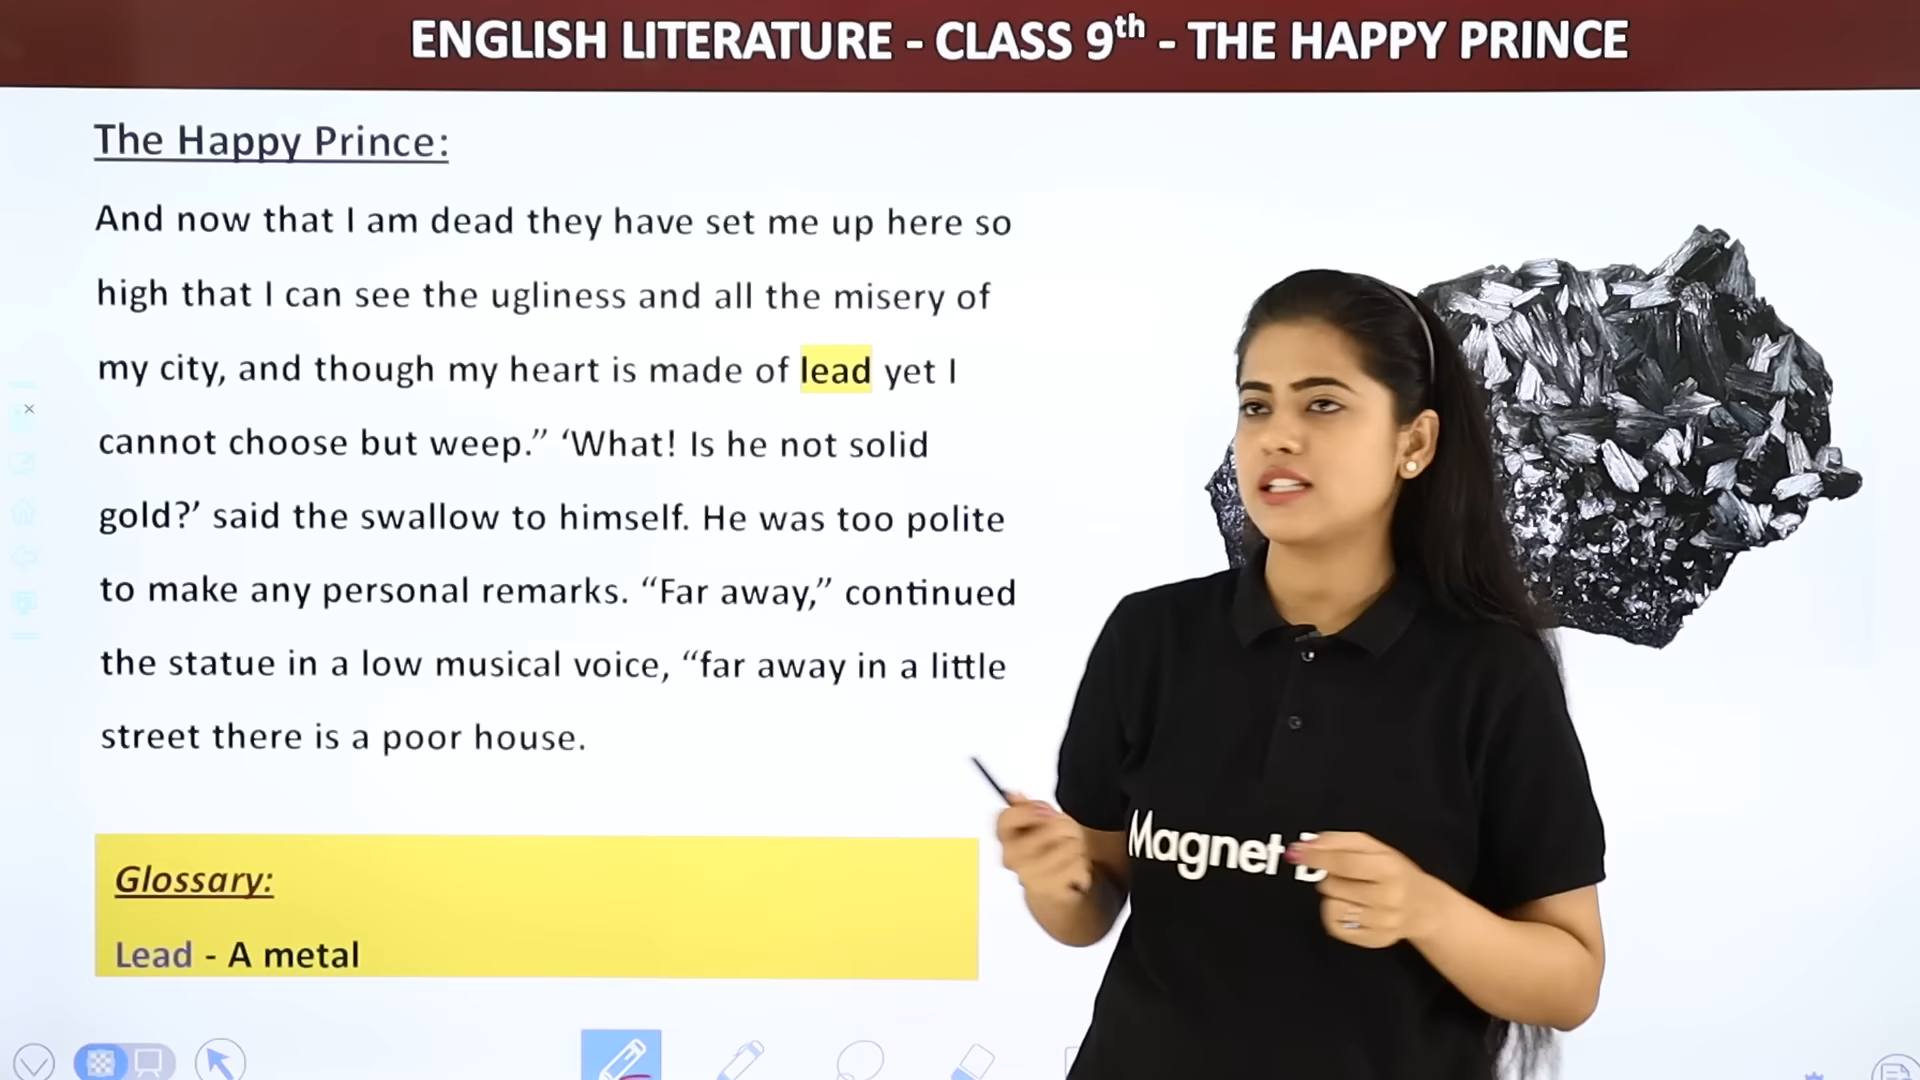 ENGLISH LITERATURE - CLASS 9th - THE HAPPY PRINCE
The Happy Prince:
And now that I am dead they have set me up here so
high that I can see the ugliness and all the misery of
my city, and though my heart is made of lead yet I
cannot choose but weep.” ‘What! Is he not solid
gold?’ said the swallow to himself. He was too polite
to make any personal remarks. “Far away,” continued
the statue in a low musical voice, “far away in a little
street there is a poor house.
Glossary:
Lead - A metal
Magnet